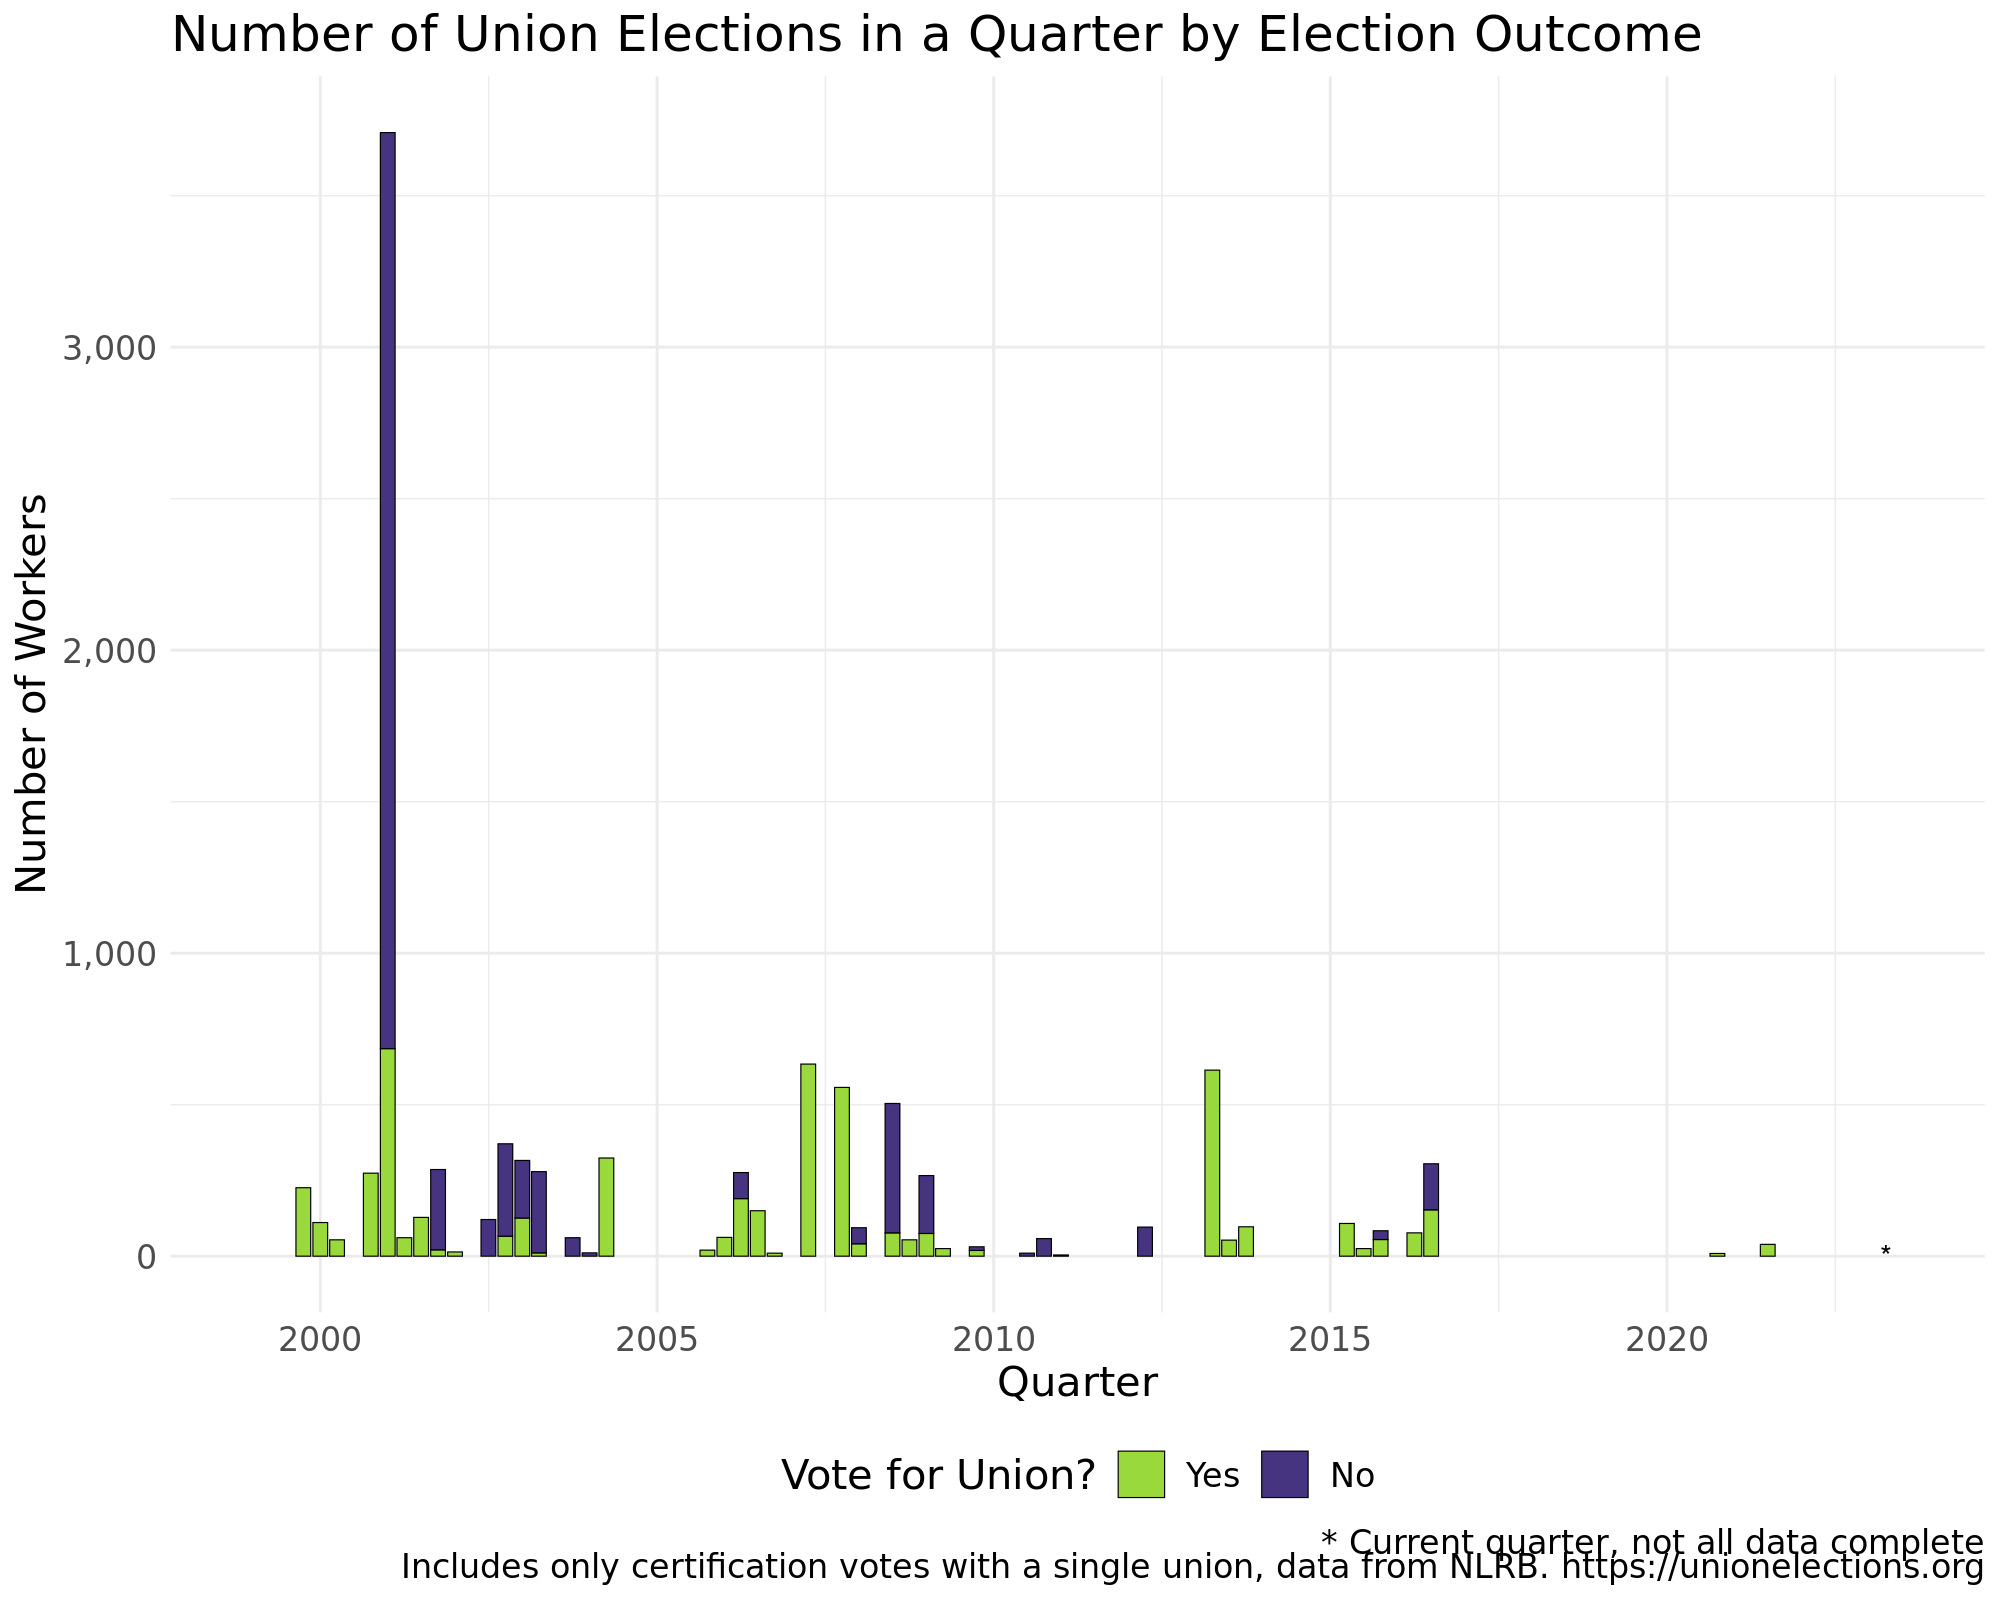 Number of Union Elections in a Quarter by Election Outcome
Number of Workers
3,000
2,000
1,000
0
*
2000 2005 2010 2015 2020
Quarter
Vote for Union? Yes No
* Current quarter, not all data complete
Includes only certification votes with a single union, data from NLRB. https://unionelections.org